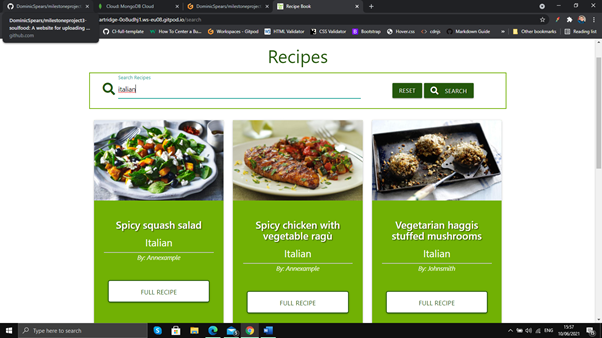 DominicSpears/milestoneproject
Cloud: MongoDB Cloud
DominicSpears/milestoneproject
Recipe Book
DominicSpears/milestoneproject3
soulfood: A website for uploading ...
github.com
artridge-0o8udhj1.ws-eu08.gitpod.io/search
CI-full-template
How To Center a Bu...
Workspaces - Gitpod
HTML Validator
CSS Validator
Bootstrap
Hover.css
cdnjs
Markdown Guide
Other bookmarks
Reading list
Recipes
Search Recipes
italian
RESET
SEARCH
Spicy squash salad
Italian
By: Annexample
FULL RECIPE
Spicy chicken with
vegetable ragù
Italian
By: Annexample
FULL RECIPE
Vegetarian haggis
stuffed mushrooms
Italian
By: Johnsmith
FULL RECIPE
Type here to search
ENG
15:57
10/06/2021